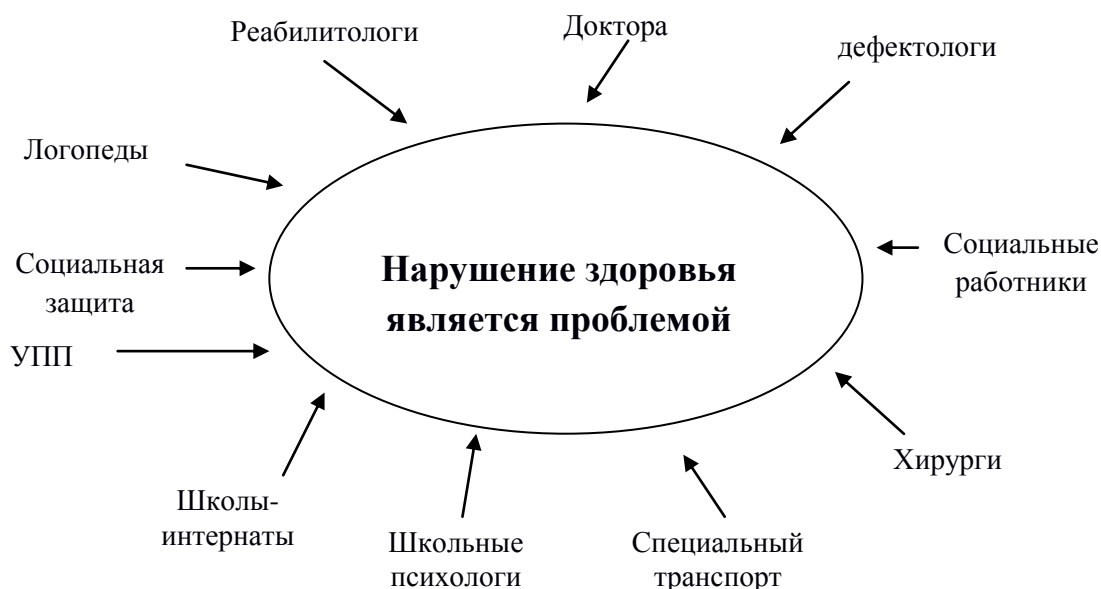 Реабилитологи
Доктора
дефектологи
Логопеды
Социальная
защита
Нарушение здоровья
является проблемой
Социальные
работники
УПП
Хирурги
Школы-
интернаты
Школьные
психологи
Специальный
транспорт